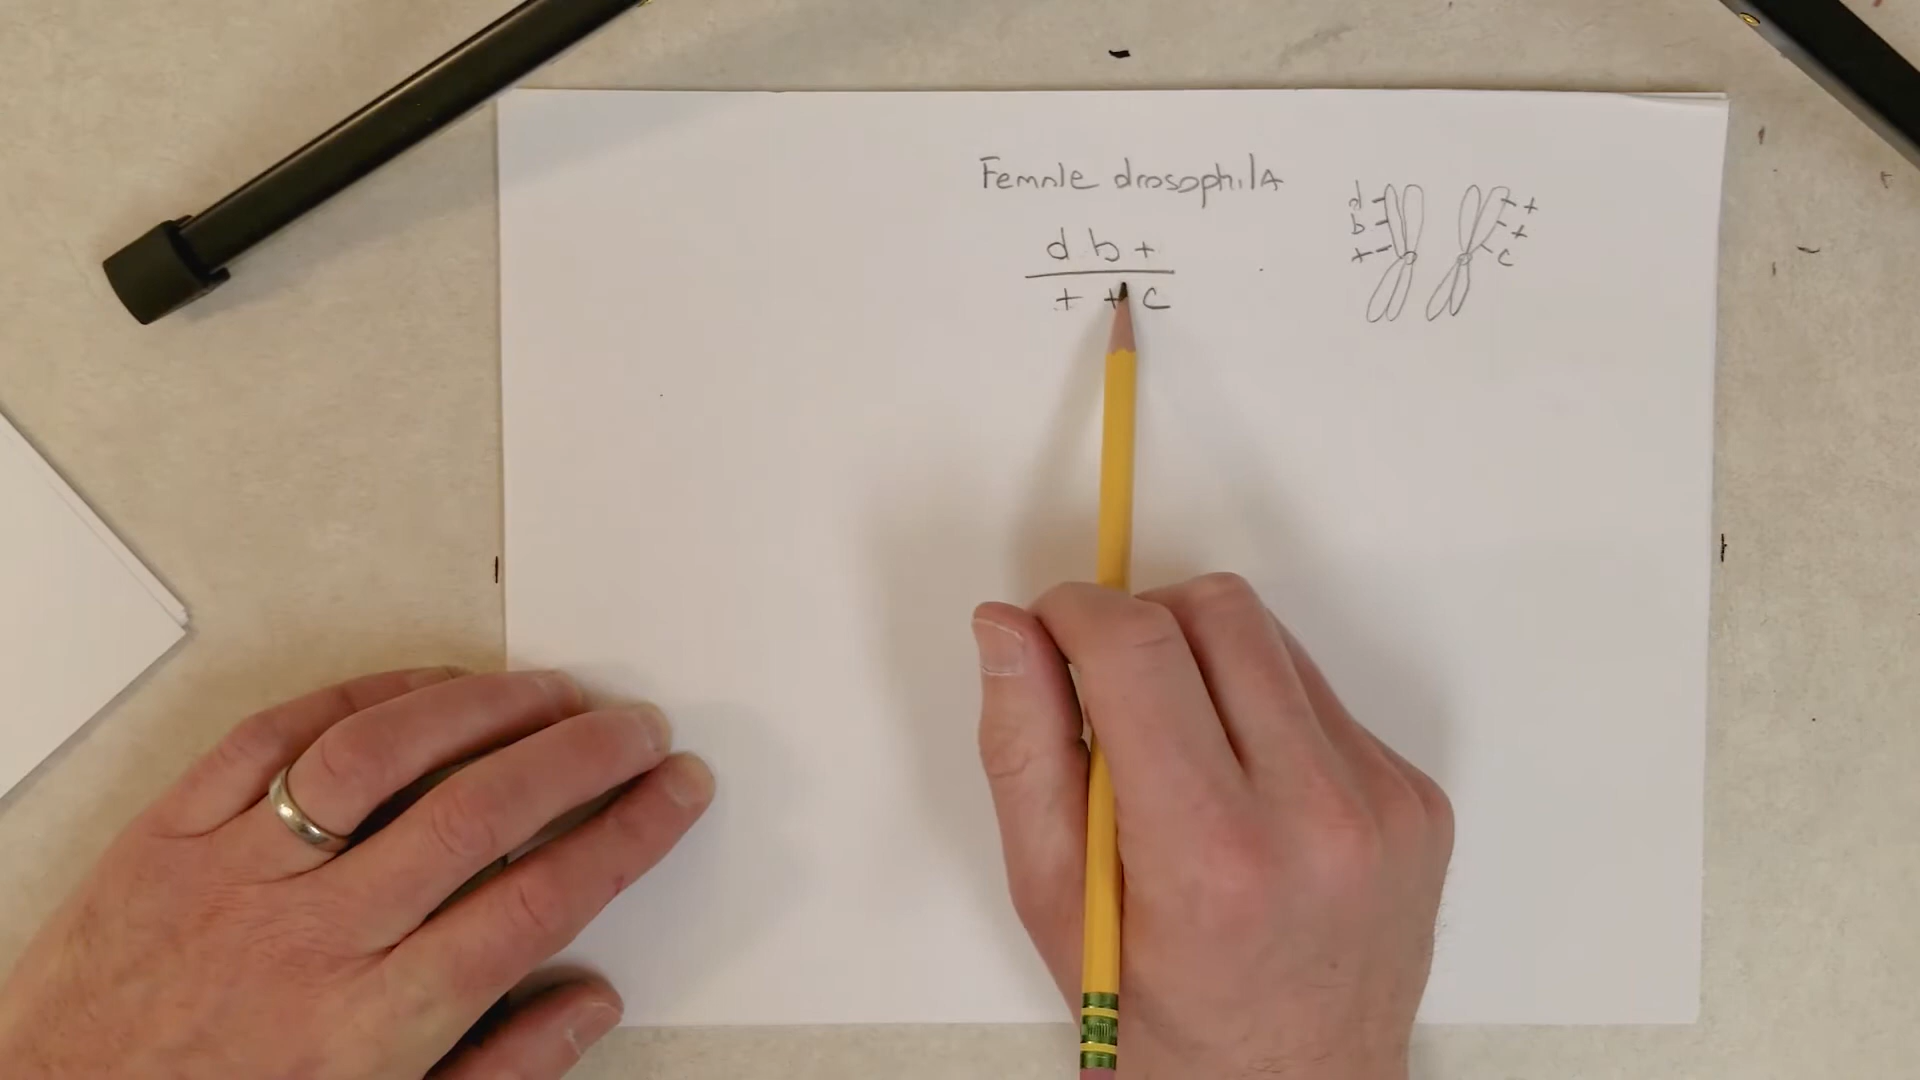 Female drosophila
d b +
+ + c
d
b
+
+
+
c